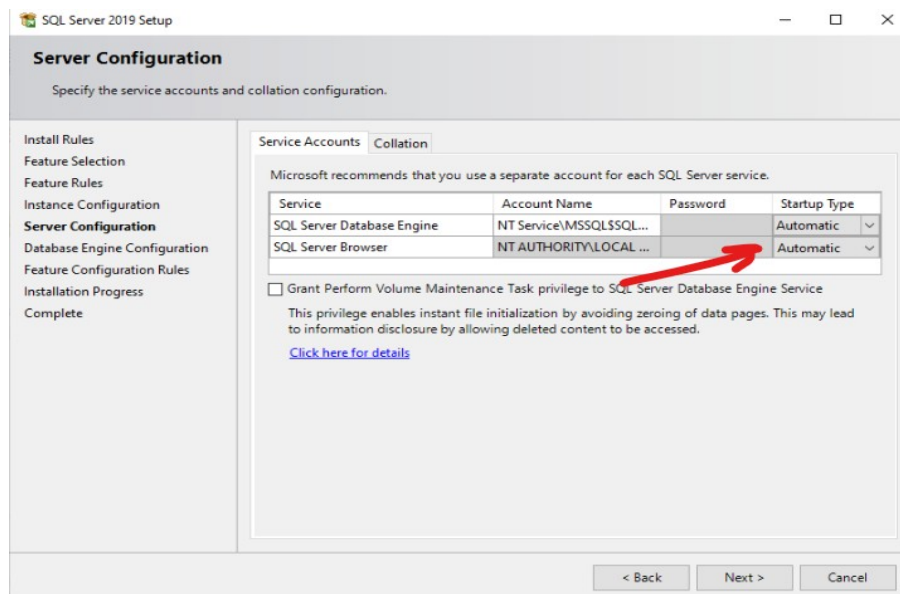 SQL Server 2019 Setup
Server Configuration
Specify the service accounts and collation configuration.
Install Rules
Feature Selection
Feature Rules
Instance Configuration
Server Configuration
Database Engine Configuration
Feature Configuration Rules
Installation Progress
Complete
Service Accounts Collation
Microsoft recommends that you use a separate account for each SQL Server service.
Service Account Name Password Startup Type
SQL Server Database Engine NT Service\MSSQL$SQL... Automatic
SQL Server Browser NT AUTHORITY\LOCAL ... Automatic
Grant Perform Volume Maintenance Task privilege to SQL Server Database Engine Service
This privilege enables instant file initialization by avoiding zeroing of data pages. This may lead
to information disclosure by allowing deleted content to be accessed.
Click here for details
< Back Next > Cancel